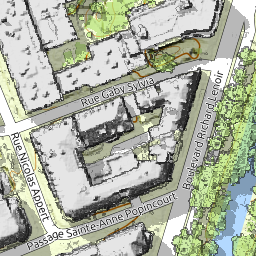 Rue Gaby Sylvia
Boulevard Richard Lenoir
Rue Nicolas Appert
Passage Sainte-Anne Popincourt